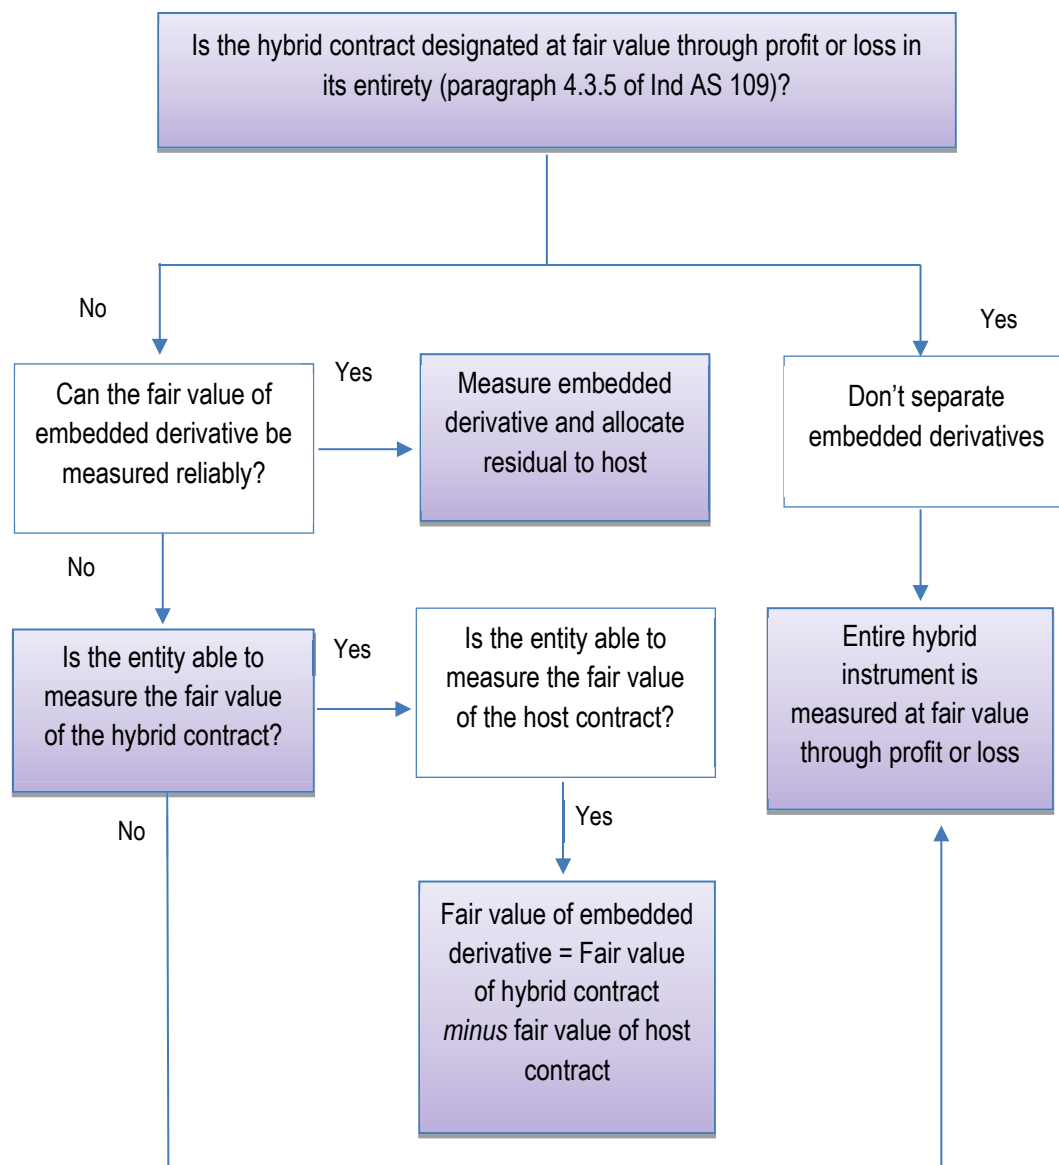 Is the hybrid contract designated at fair value through profit or loss in
its entirety (paragraph 4.3.5 of Ind AS 109)?
No
Yes
Can the fair value of
embedded derivative be
measured reliably?
Yes
Measure embedded
derivative and allocate
residual to host
Don’t separate
embedded derivatives
No
Is the entity able to
measure the fair value
of the hybrid contract?
Yes
Is the entity able to
measure the fair value
of the host contract?
Entire hybrid
instrument is
measured at fair value
through profit or loss
No
Yes
Fair value of embedded
derivative = Fair value
of hybrid contract
minus fair value of host
contract